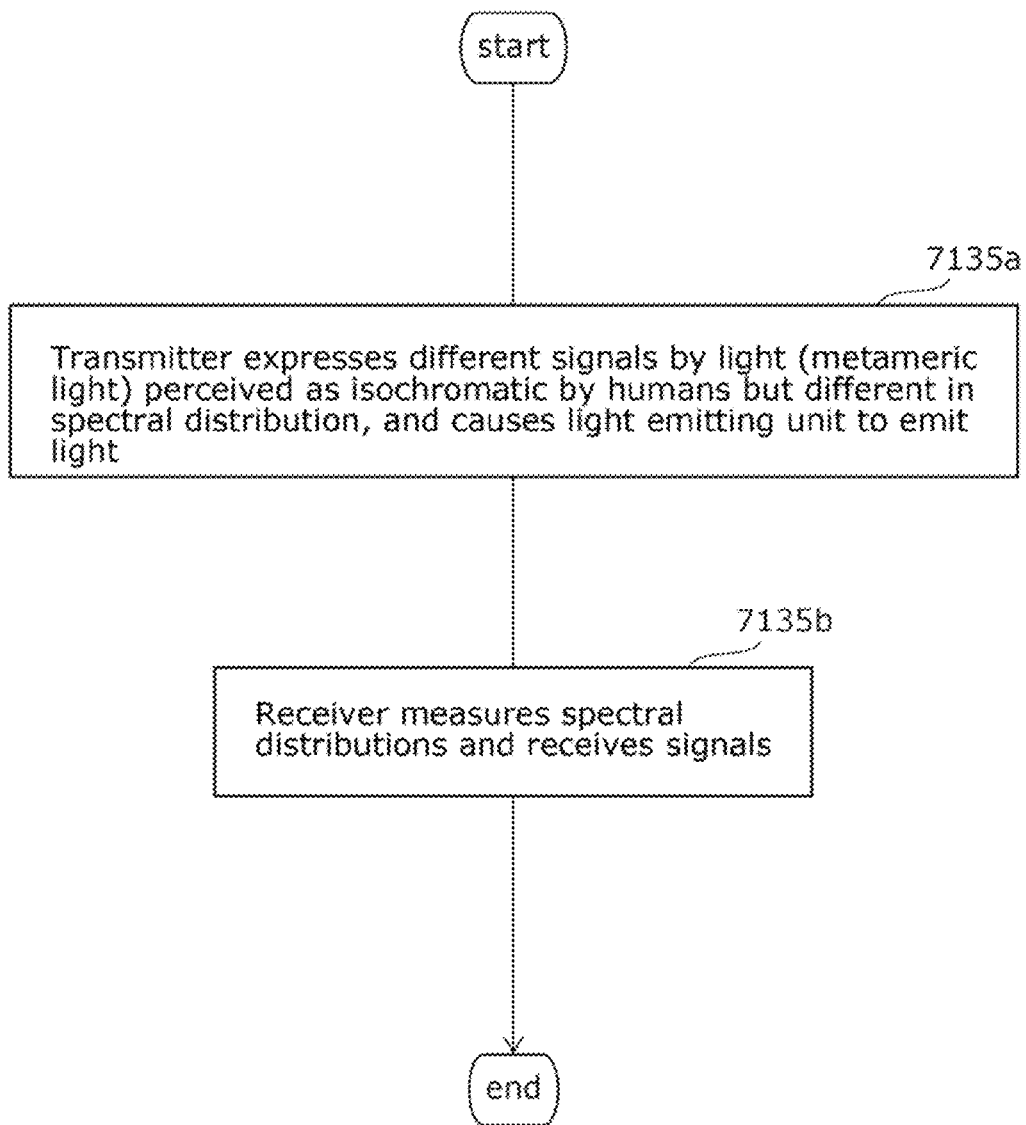 start
7135a
Transmitter expresses different signals by light (metameric
light) perceived as isochromatic by humans but different in
spectral distribution, and causes light emitting unit to emit
light
7135b
Receiver measures spectral
distributions and receives signals
end